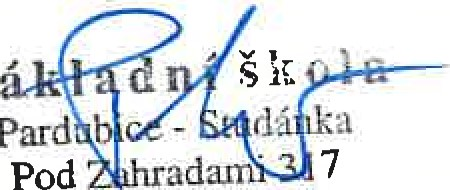 ákladní škola
Pardubice - Studánka
Pod Zahradami 317